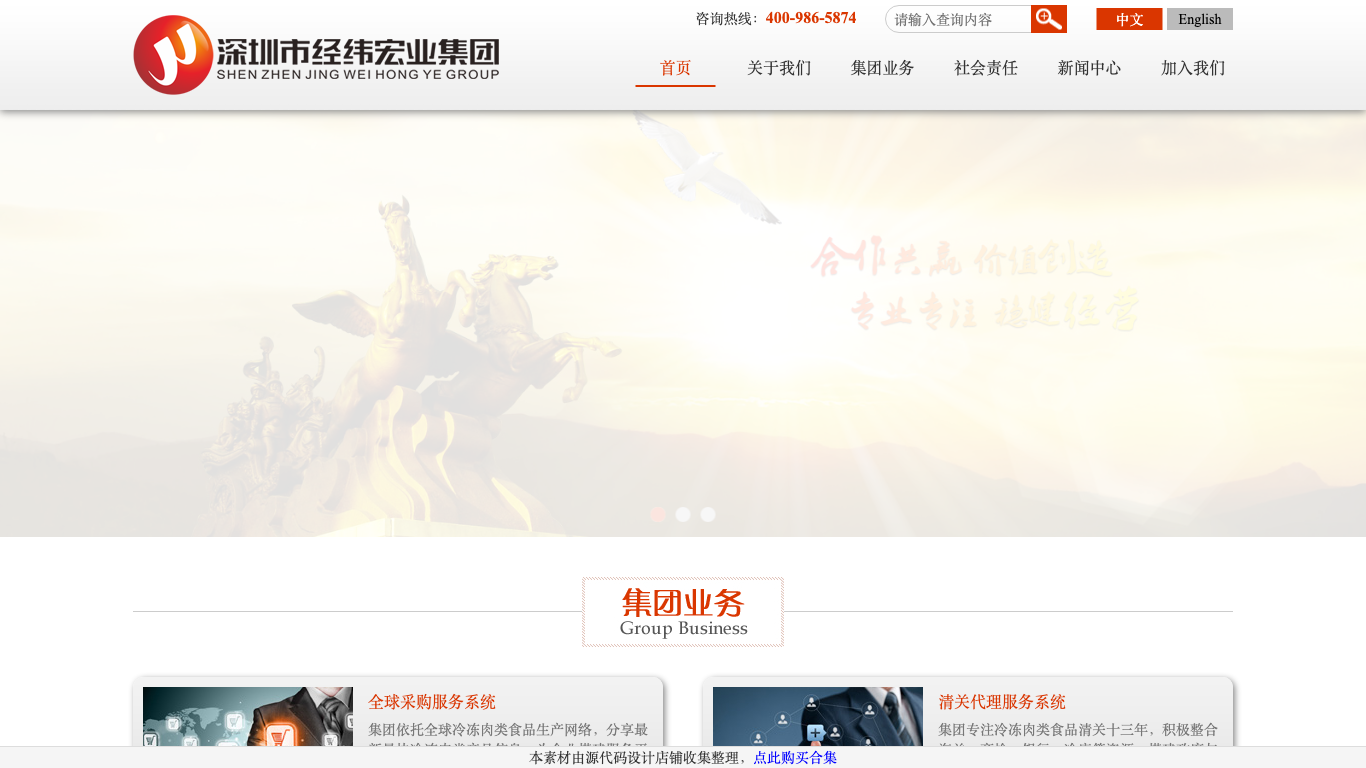 咨询热线：400-986-5874
请输入查询内容
中文
English
深圳市经纬宏业集团
SHEN ZHEN JING WEI HONG YE GROUP
首页
关于我们
集团业务
社会责任
新闻中心
加入我们
合作共赢 价值创造
专业专注 稳健经营
集团业务
Group Business
全球采购服务系统
集团依托全球冷冻肉类食品生产网络，分享最
清关代理服务系统
集团专注冷冻肉类食品清关十三年，积极整合
本素材由源代码设计店铺收集整理，点此购买合集